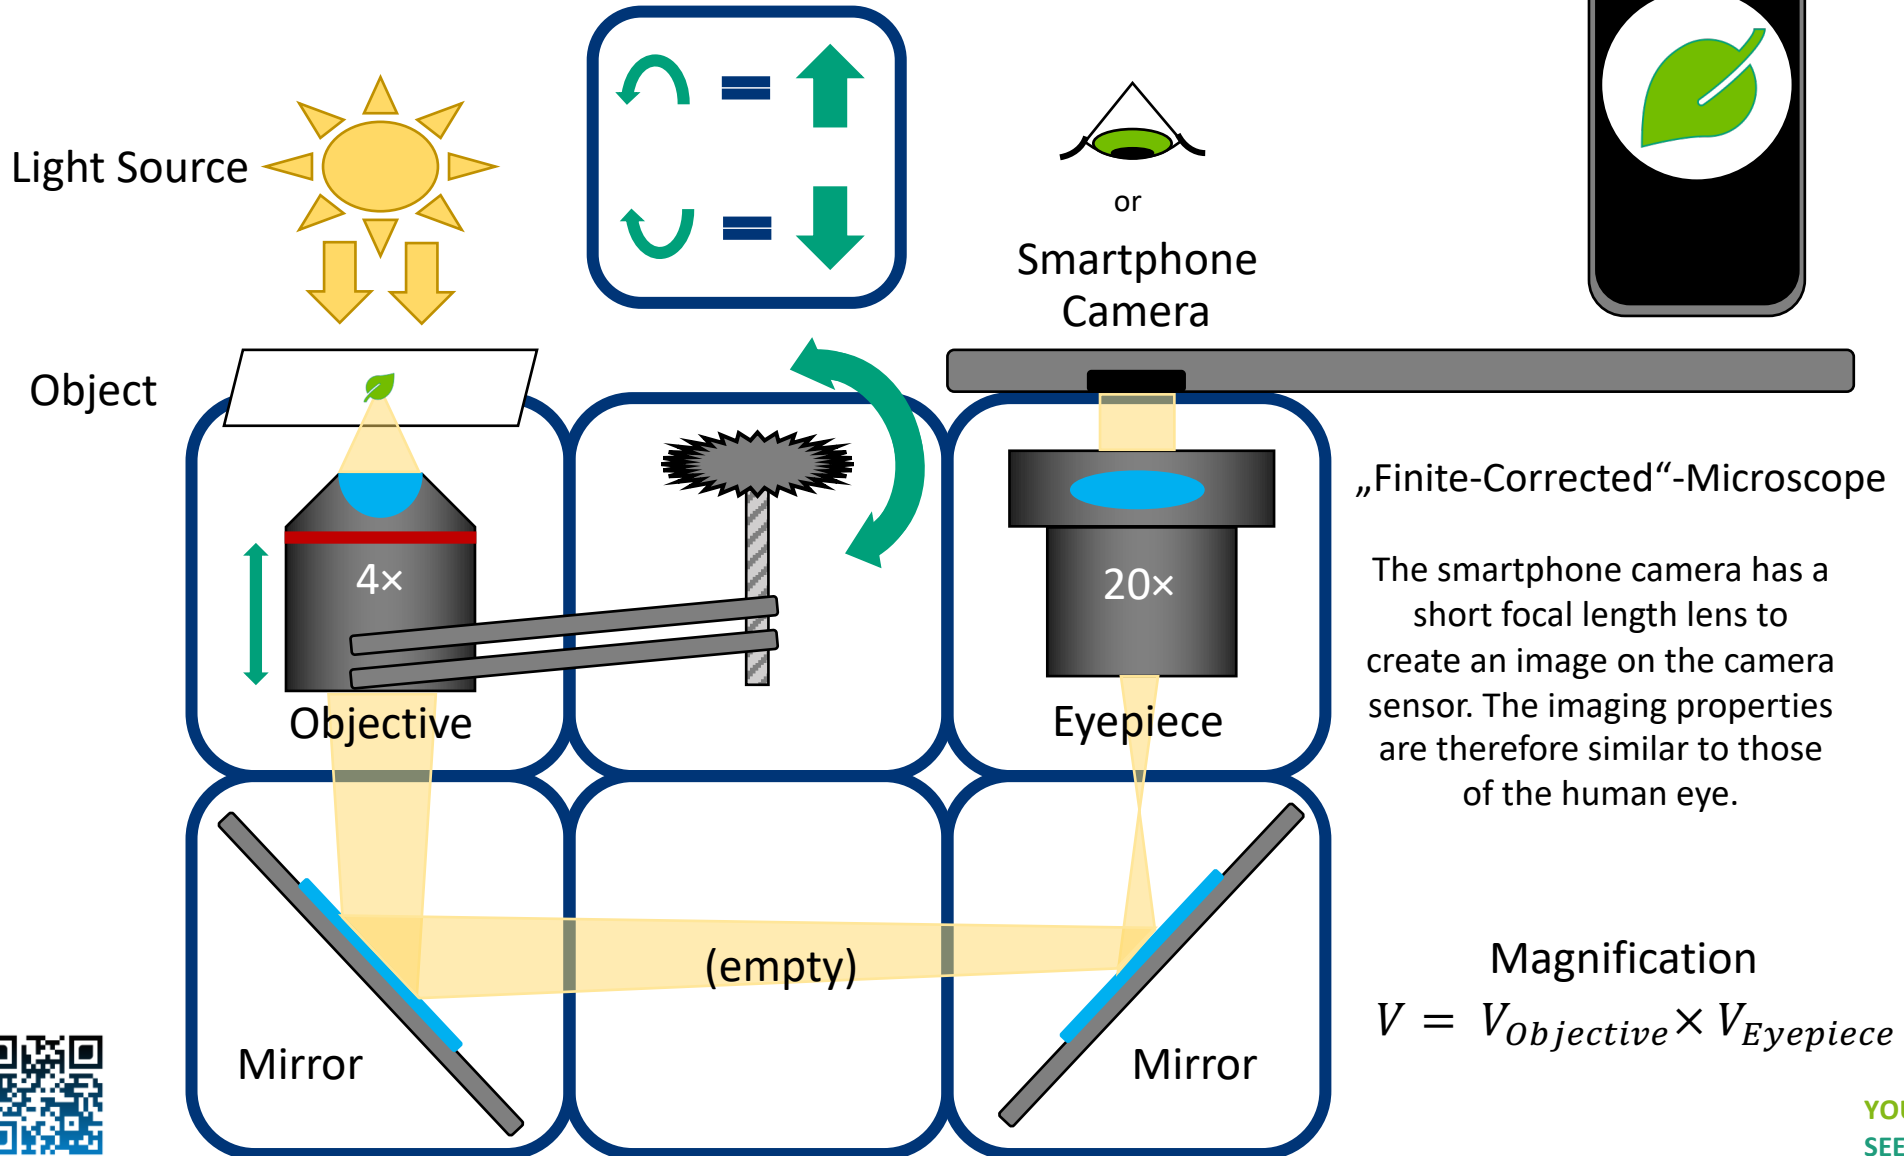 Light Source
or
Smartphone
Camera
Object
„Finite-Corrected“-Microscope
4×
20×
The smartphone camera has a
short focal length lens to
create an image on the camera
sensor. The imaging properties
are therefore similar to those
of the human eye.
Objective
Eyepiece
(empty)
Magnification
V = V_Objective × V_Eyepiece
Mirror
Mirror
SEE